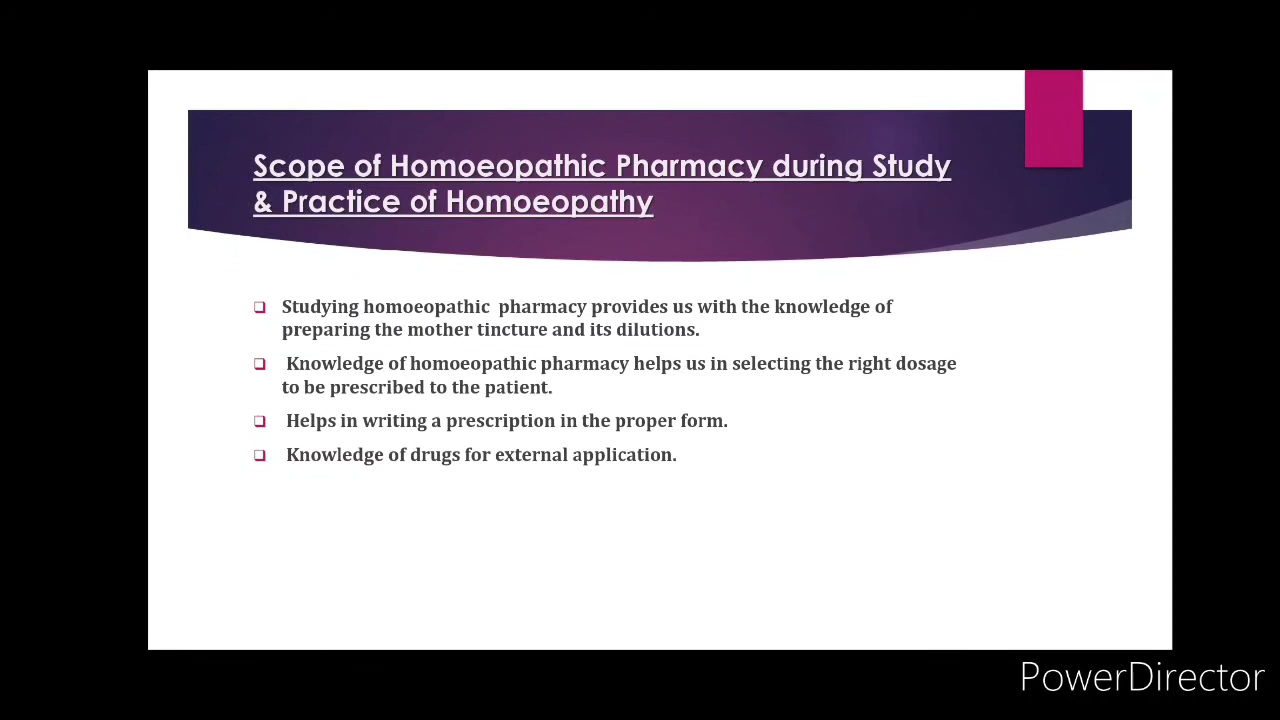 Scope of Homoeopathic Pharmacy during Study
& Practice of Homoeopathy
Studying homoeopathic pharmacy provides us with the knowledge of
preparing the mother tincture and its dilutions.
Knowledge of homoeopathic pharmacy helps us in selecting the right dosage
to be prescribed to the patient.
Helps in writing a prescription in the proper form.
Knowledge of drugs for external application.
PowerDirector